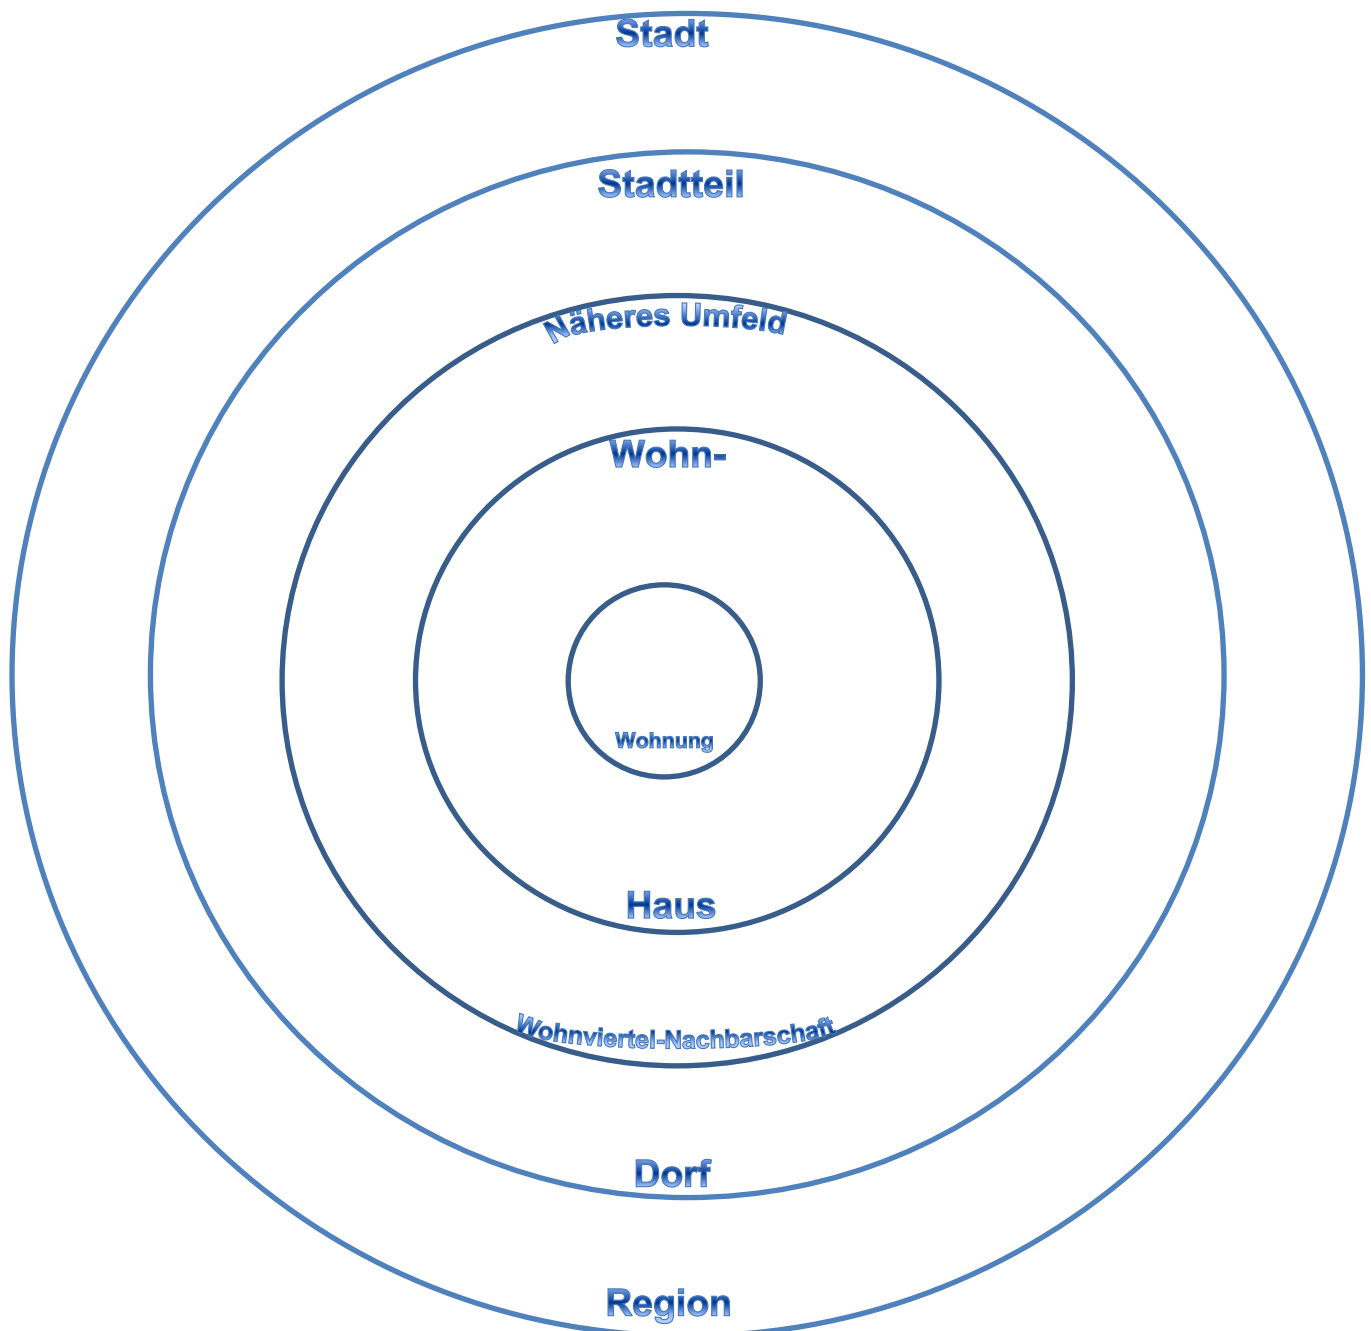 Stadt
Stadtteil
Näheres Umfeld
Wohn-
Wohnung
Haus
Wohnviertel-Nachbarschaft
Dorf
Region